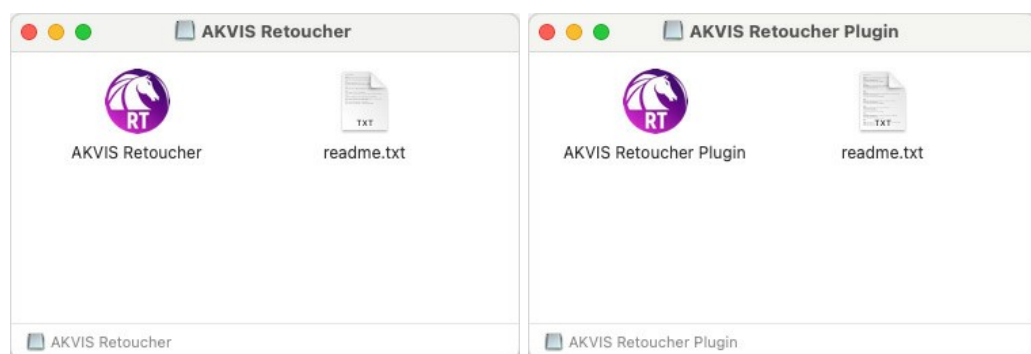 AKVIS Retoucher
RT
TXT
AKVIS Retoucher
readme.txt
AKVIS Retoucher
AKVIS Retoucher Plugin
RT
TXT
AKVIS Retoucher Plugin
readme.txt
AKVIS Retoucher Plugin